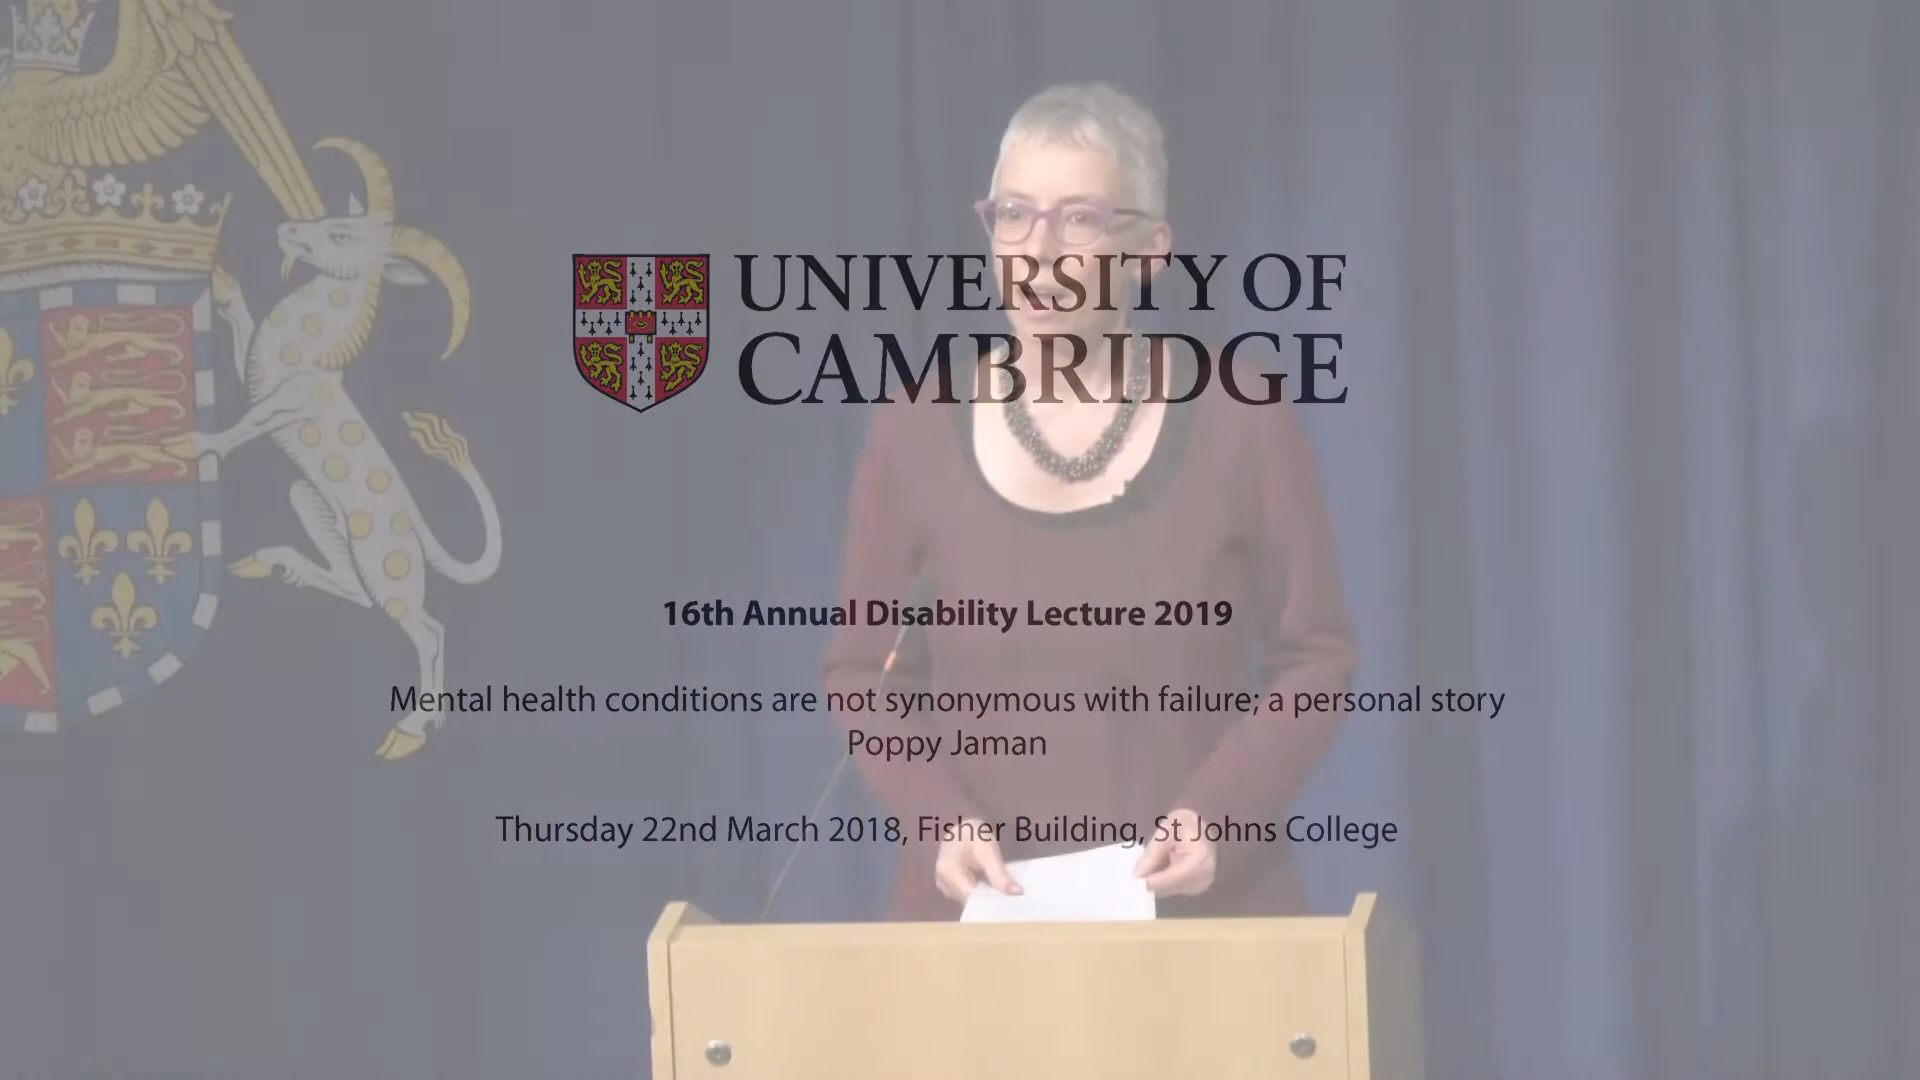 UNIVERSITY OF
CAMBRIDGE
16th Annual Disability Lecture 2019
Mental health conditions are not synonymous with failure; a personal story
Poppy Jaman
Thursday 22nd March 2018, Fisher Building, St Johns College